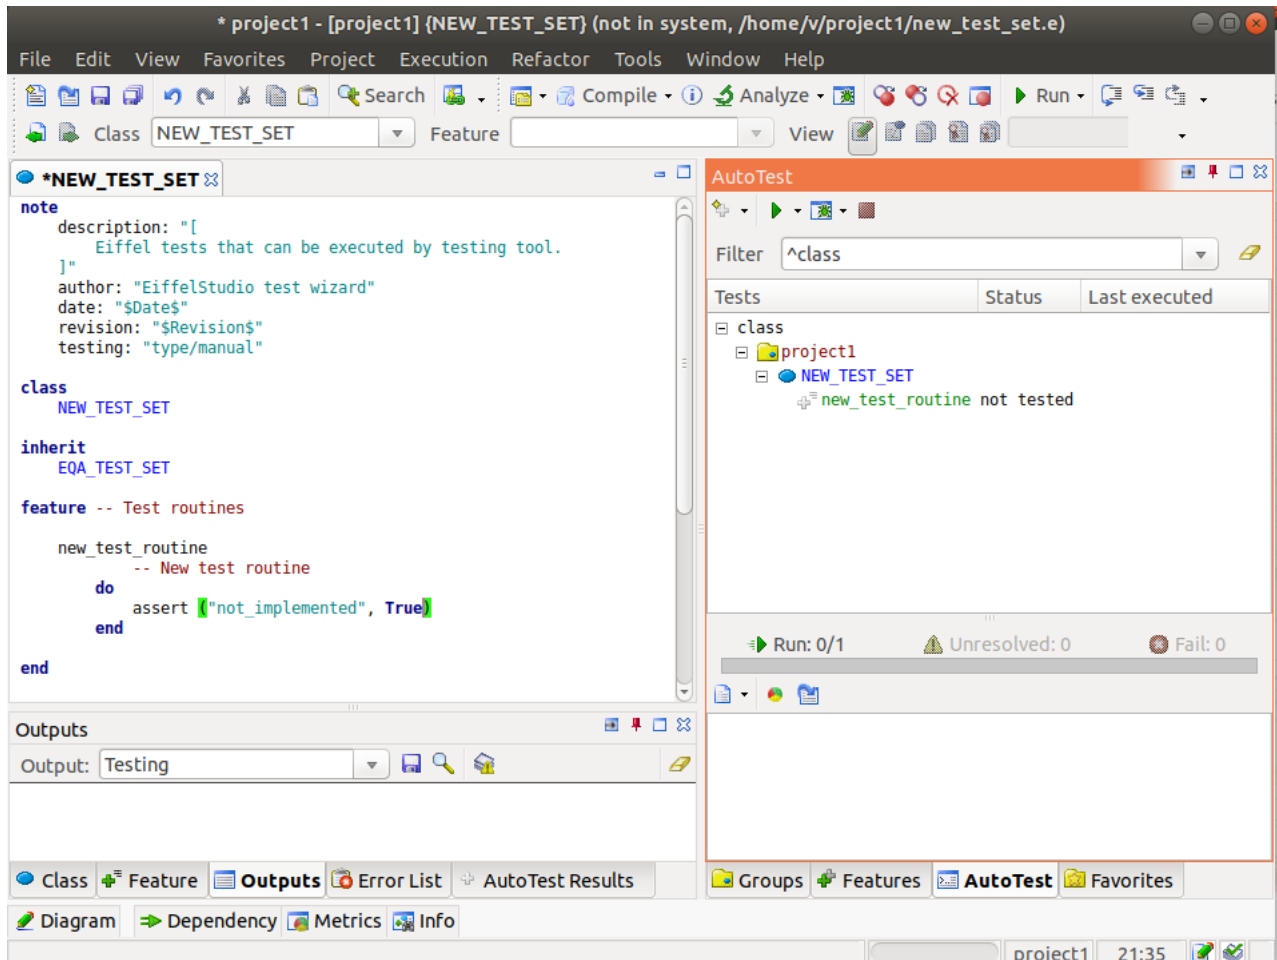 * project1 - [project1] {NEW_TEST_SET} (not in system, /home/v/project1/new_test_set.e)
File Edit View Favorites Project Execution Refactor Tools Window Help
Search Compile Analyze Run
Class NEW_TEST_SET Feature View
*NEW_TEST_SET
note
description: "[
Eiffel tests that can be executed by testing tool.
]"
author: "EiffelStudio test wizard"
date: "$Date$"
revision: "$Revision$"
testing: "type/manual"
class
NEW_TEST_SET
inherit
EQA_TEST_SET
feature -- Test routines
new_test_routine
-- New test routine
do
assert ("not_implemented", True)
end
end
Outputs
Output: Testing
Class Feature Outputs Error List AutoTest Results
AutoTest
Filter ^class
Tests Status Last executed
class
project1
NEW_TEST_SET
new_test_routine not tested
Run: 0/1 Unresolved: 0 Fail: 0
Groups Features AutoTest Favorites
Diagram Dependency Metrics Info
project1 21:35